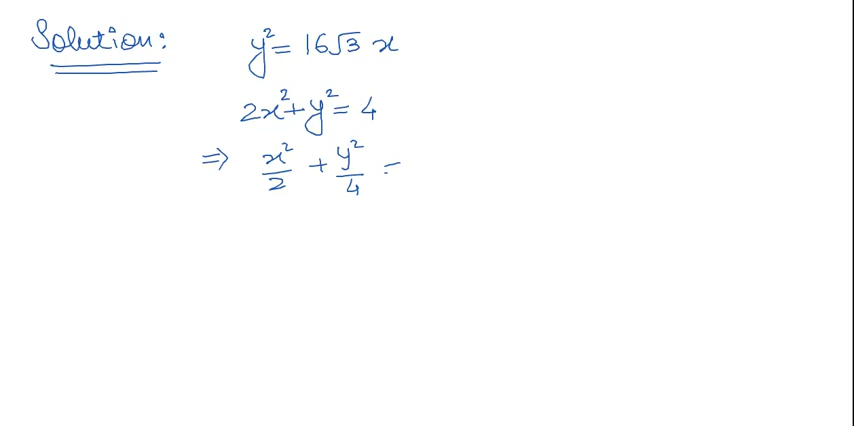 Solution: y² = 16√3 x
2x² + y² = 4
⇒ x²/2 + y²/4 =